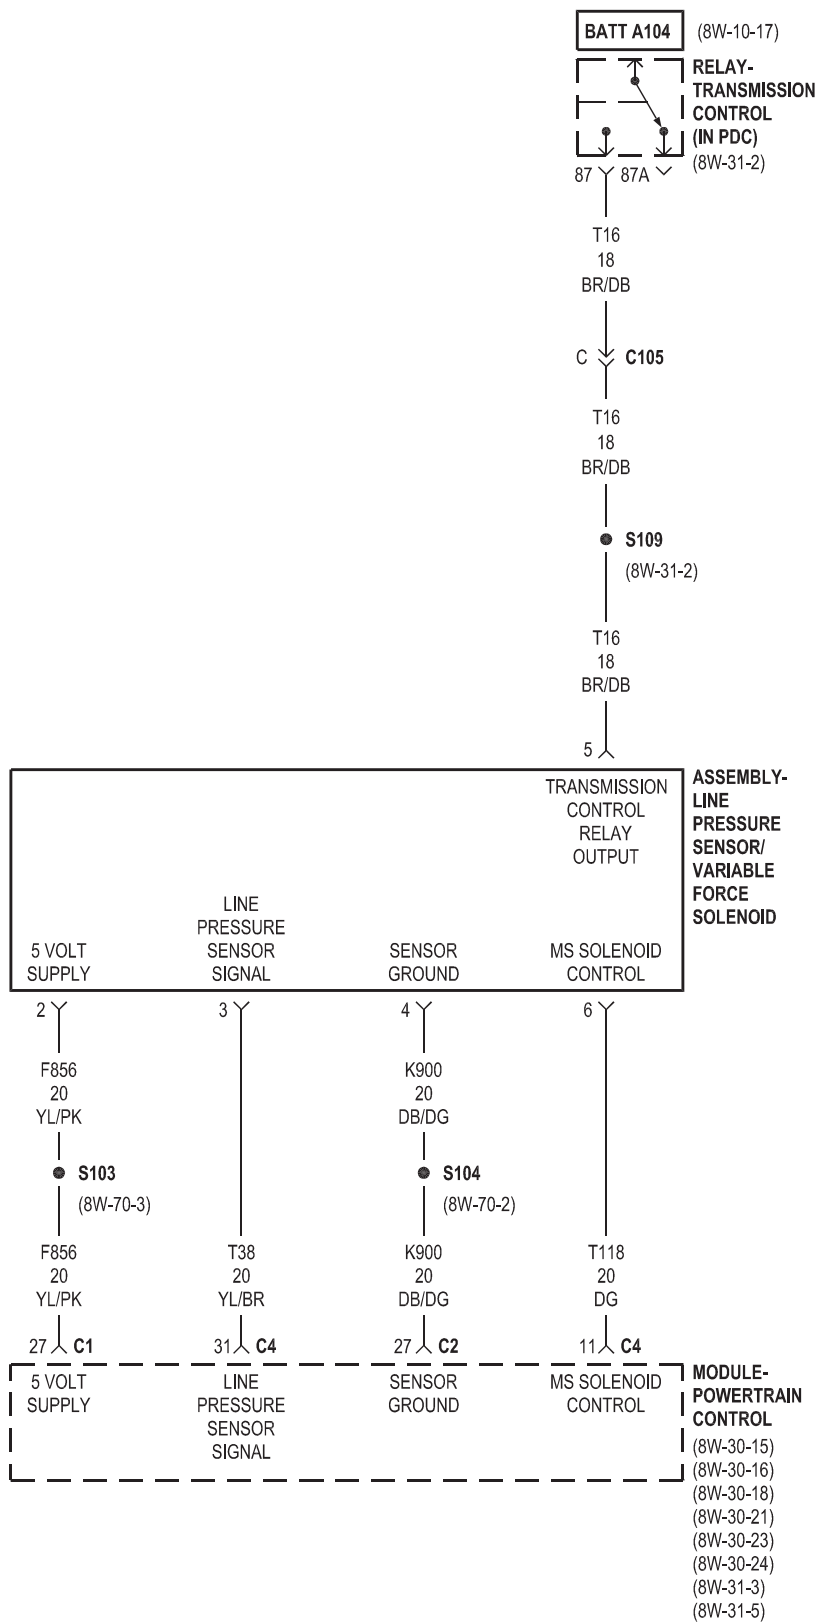 BATT A104 (8W-10-17)
RELAY-
TRANSMISSION
CONTROL
(IN PDC)
(8W-31-2)
87 87A
T16
18
BR/DB
C C105
T16
18
BR/DB
S109
(8W-31-2)
T16
18
BR/DB
5
ASSEMBLY-
LINE
PRESSURE
SENSOR/
VARIABLE
FORCE
SOLENOID
TRANSMISSION
CONTROL
RELAY
OUTPUT
5 VOLT
SUPPLY
LINE
PRESSURE
SENSOR
SIGNAL
SENSOR
GROUND
MS SOLENOID
CONTROL
2 3 4 6
F856
20
YL/PK
K900
20
DB/DG
S103
(8W-70-3)
S104
(8W-70-2)
F856
20
YL/PK
T38
20
YL/BR
K900
20
DB/DG
T118
20
DG
27 C1
31 C4
27 C2
11 C4
5 VOLT
SUPPLY
LINE
PRESSURE
SENSOR
SIGNAL
SENSOR
GROUND
MS SOLENOID
CONTROL
MODULE-
POWERTRAIN
CONTROL
(8W-30-15)
(8W-30-16)
(8W-30-18)
(8W-30-21)
(8W-30-23)
(8W-30-24)
(8W-31-3)
(8W-31-5)